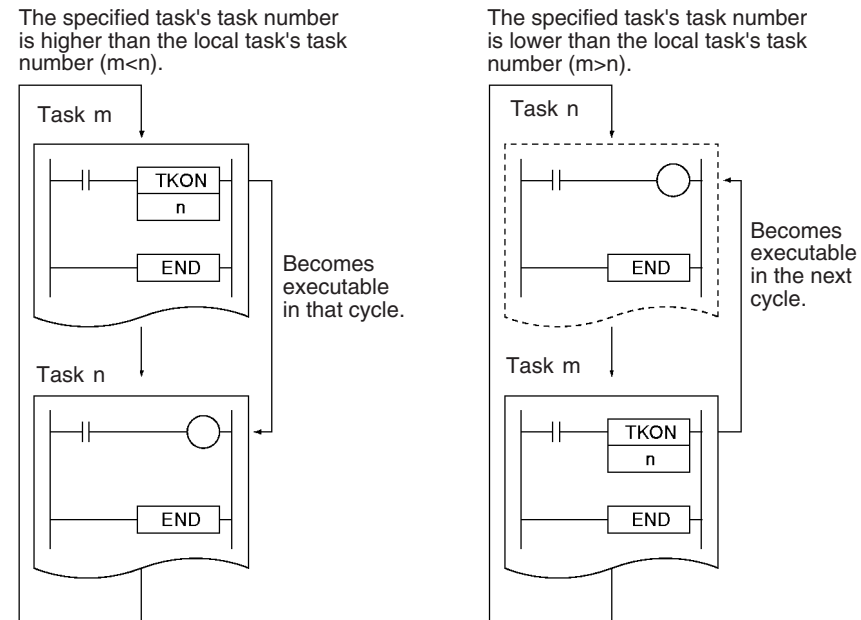 The specified task's task number
is higher than the local task's task
number (m<n).
Task m
TKON
n
END
Becomes
executable
in that cycle.
Task n
END
The specified task's task number
is lower than the local task's task
number (m>n).
Task n
END
Becomes
executable
in the next
cycle.
Task m
TKON
n
END